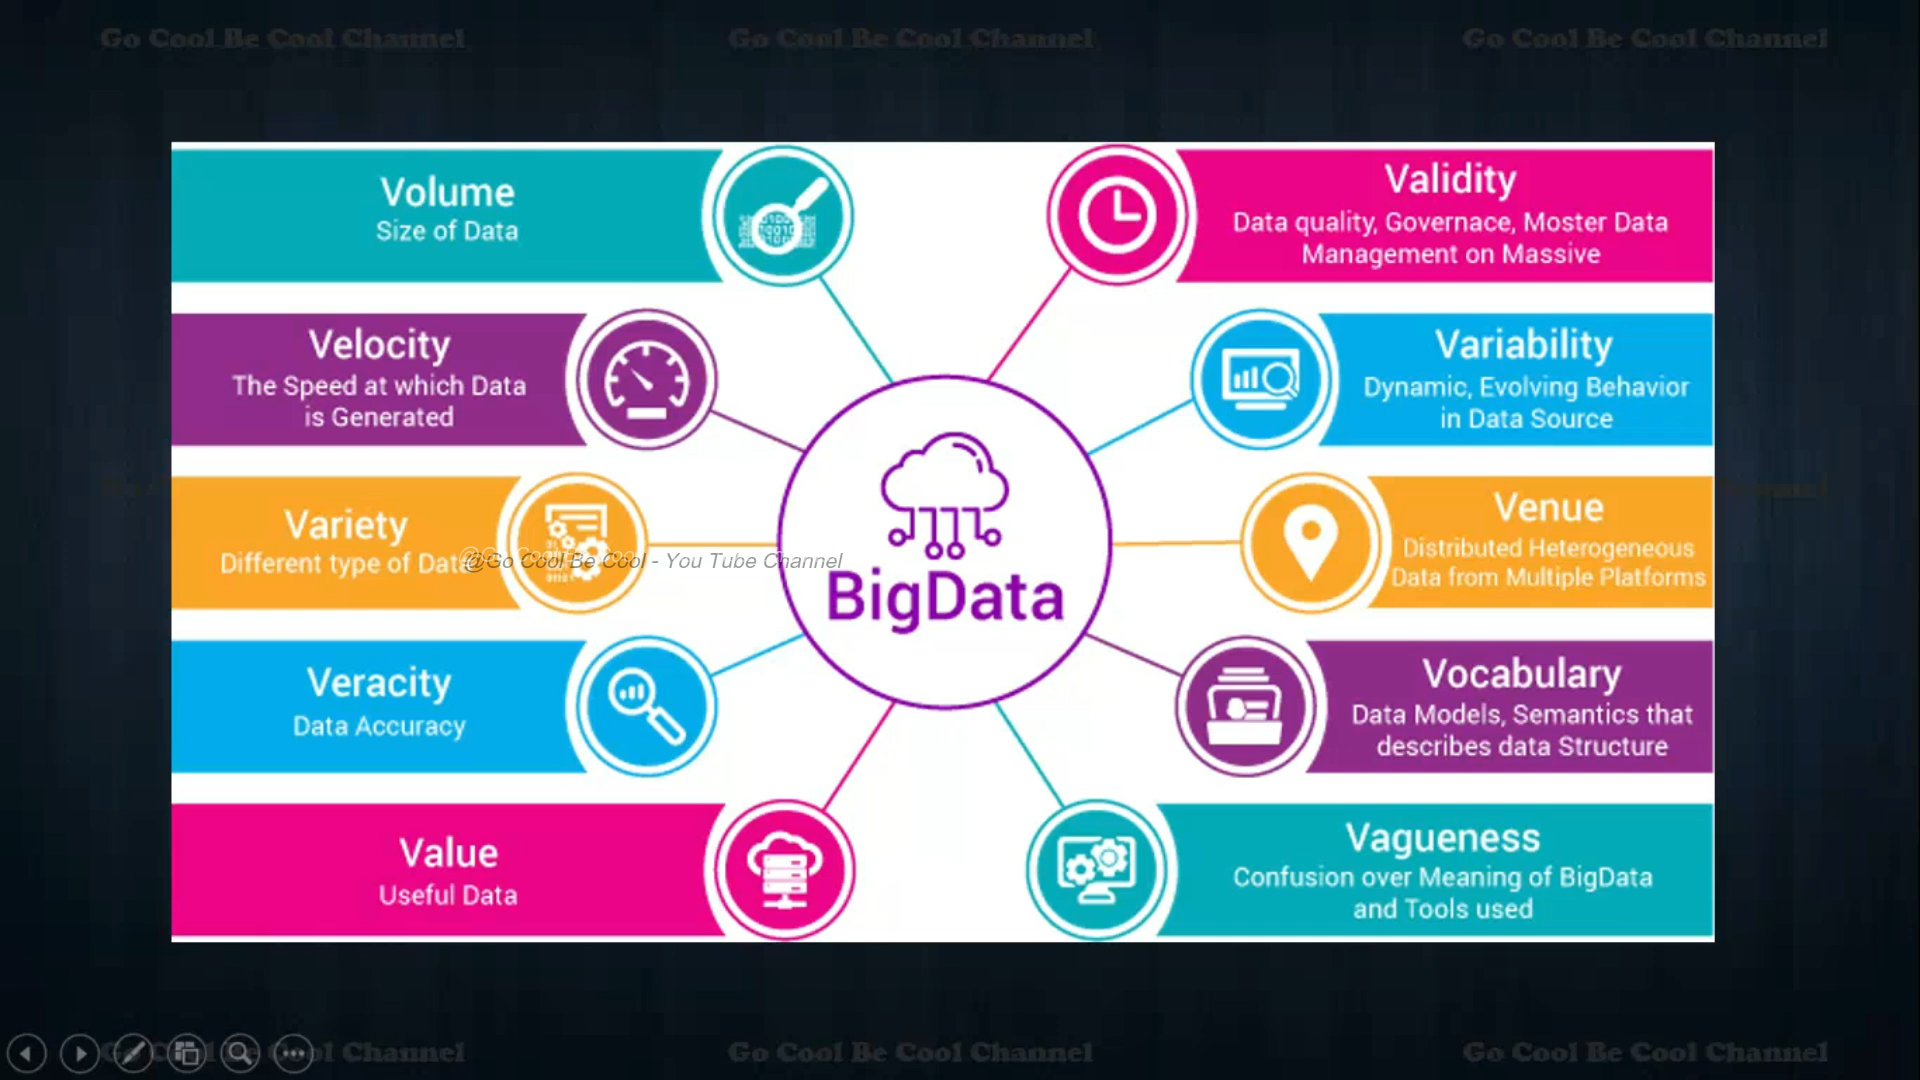 Go Cool Be Cool Channel
Go Cool Be Cool Channel
Go Cool Be Cool Channel
Volume
Size of Data
Validity
Data quality, Governace, Moster Data
Management on Massive
Velocity
The Speed at which Data
is Generated
Variability
Dynamic, Evolving Behavior
in Data Source
Variety
Different type of Data
@Go Cool Be Cool - You Tube Channel
BigData
Venue
Distributed Heterogeneous
Data from Multiple Platforms
Veracity
Data Accuracy
Vocabulary
Data Models, Semantics that
describes data Structure
Value
Useful Data
Vagueness
Confusion over Meaning of BigData
and Tools used
Go Cool Be Cool Channel
Go Cool Be Cool Channel
Go Cool Be Cool Channel